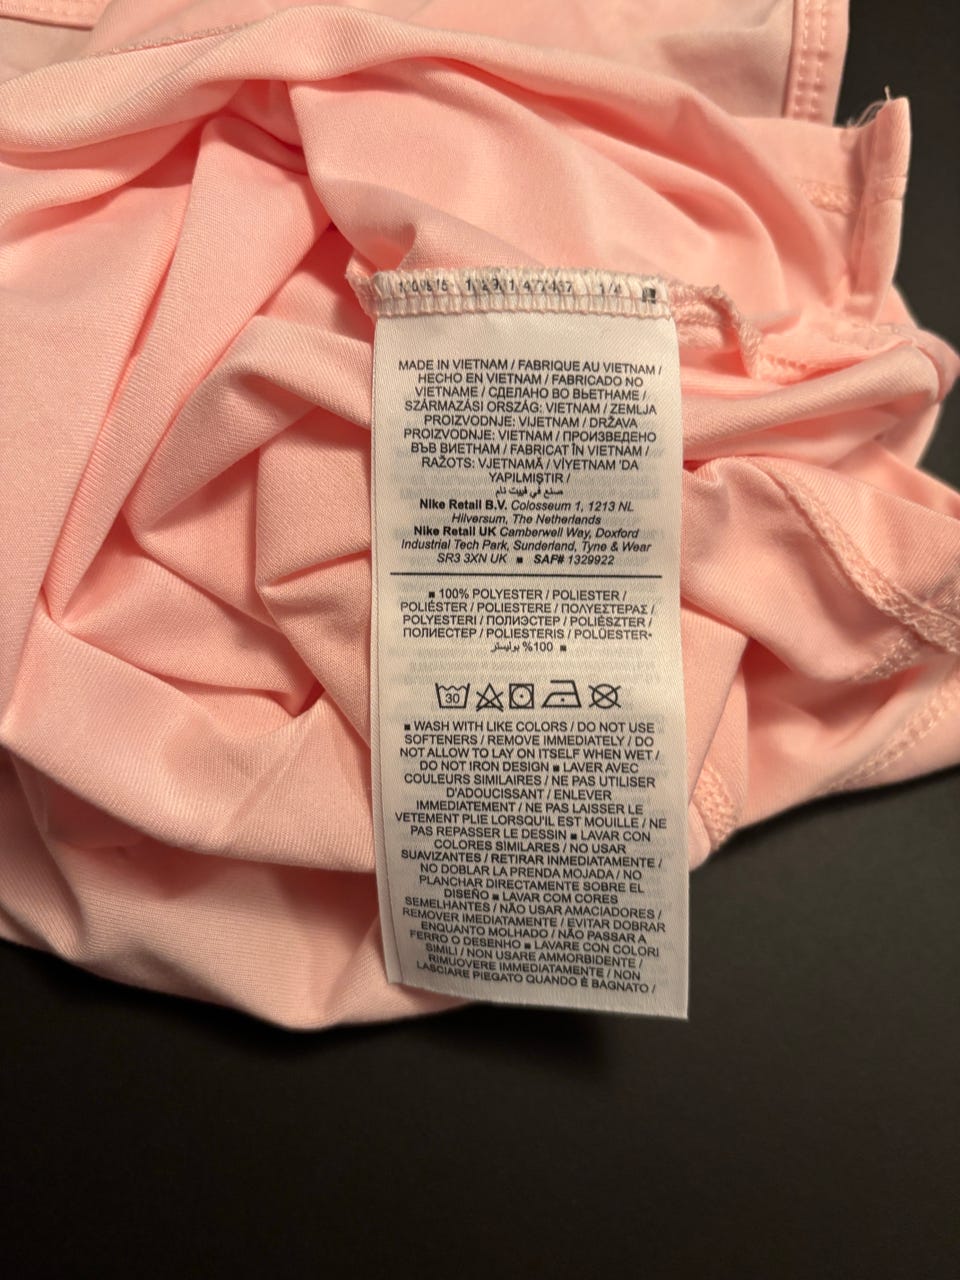 MADE IN VIETNAM / FABRIQUE AU VIETNAM /
HECHO EN VIETNAM / FABRICADO NO
VIETNAME / СДЕЛАНО ВО ВЬЕТНАМЕ /
SZÁRMAZÁSI ORSZÁG: VIETNAM / ZEMLJA
PROIZVODNJE: VIJETNAM / DRŽAVA
PROIZVODNJE: VIETNAM / ПРОИЗВЕДЕНО
ВЪВ ВИЕТНАМ / FABRICAT ÎN VIETNAM /
RAŽOTS: VJETNAMĀ / VİYETNAM 'DA
YAPILMIŞTIR /
صنع في فييت نام
Nike Retail B.V. Colosseum 1, 1213 NL
Hilversum, The Netherlands
Nike Retail UK Camberwell Way, Doxford
Industrial Tech Park, Sunderland, Tyne & Wear
SR3 3XN UK ■ SAF# 1329922
■ 100% POLYESTER / POLIESTER /
POLIÉSTER / POLIESTERE / ΠΟΛΥΕΣΤΕΡΑΣ /
POLYESTERI / ПОЛИЭСТЕР / POLIÉSZTER /
ПОЛИЕСТЕР / POLIESTERIS / POLÜESTER*
100% بوليستر ■
30
■ WASH WITH LIKE COLORS / DO NOT USE
SOFTENERS / REMOVE IMMEDIATELY / DO
NOT ALLOW TO LAY ON ITSELF WHEN WET /
DO NOT IRON DESIGN ■ LAVER AVEC
COULEURS SIMILAIRES / NE PAS UTILISER
D'ADOUCISSANT / ENLEVER
IMMEDIATEMENT / NE PAS LAISSER LE
VETEMENT PLIE LORSQU'IL EST MOUILLE / NE
PAS REPASSER LE DESSIN ■ LAVAR CON
COLORES SIMILARES / NO USAR
SUAVIZANTES / RETIRAR INMEDIATAMENTE /
NO DOBLAR LA PRENDA MOJADA / NO
PLANCHAR DIRECTAMENTE SOBRE EL
DISEÑO ■ LAVAR COM CORES
SEMELHANTES / NÃO USAR AMACIADORES /
REMOVER IMEDIATAMENTE / EVITAR DOBRAR
ENQUANTO MOLHADO / NÃO PASSAR A
FERRO O DESENHO ■ LAVARE CON COLORI
SIMILI / NON USARE AMMORBIDENTE /
RIMUOVERE IMMEDIATAMENTE / NON
LASCIARE PIEGATO QUANDO È BAGNATO /